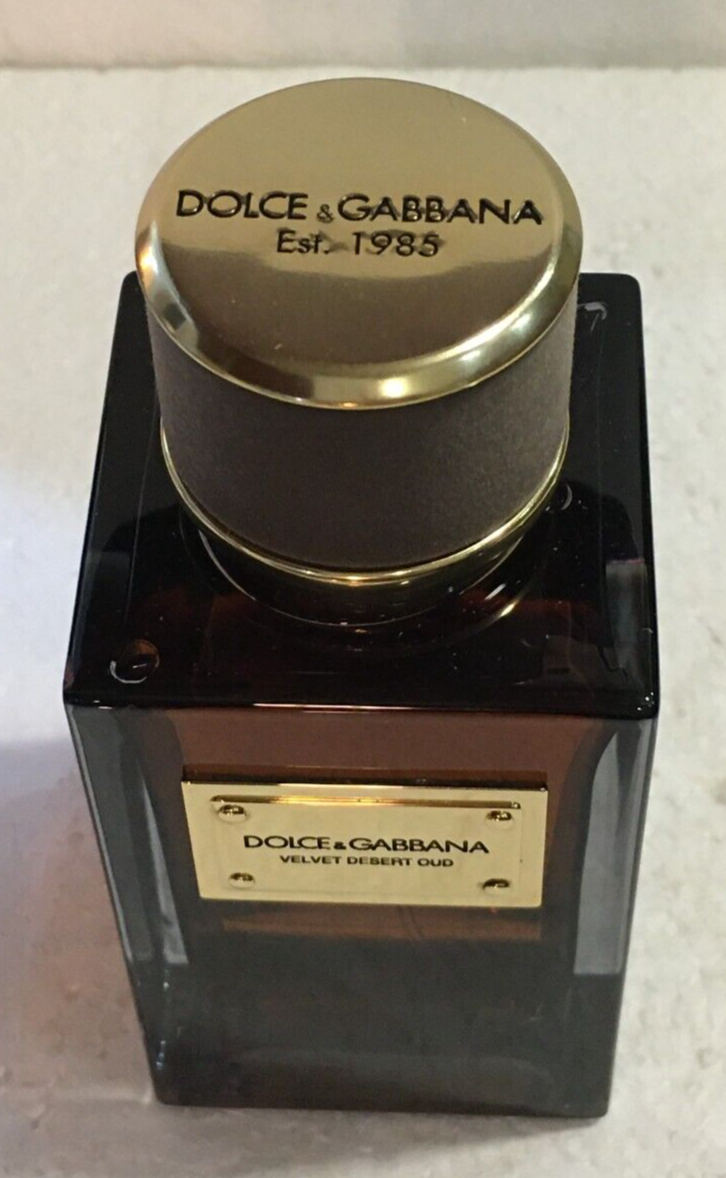 DOLCE & GABBANA
Est. 1985
DOLCE & GABBANA
VELVET DESERT OUD